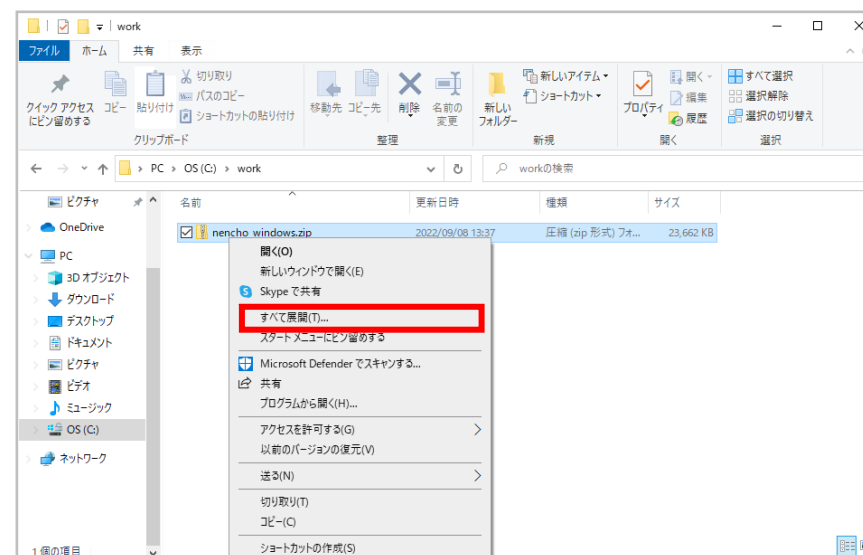 work
ファイル ホーム 共有 表示
クイック アクセス
にピン留めする
コピー
貼り付け
切り取り
パスのコピー
ショートカットの貼り付け
クリップボード
移動先 コピー先 削除 名前の
変更
整理
新しい
フォルダー
新しいアイテム
ショートカット
新規
プロパティ
開く
編集
履歴
開く
すべて選択
選択解除
選択の切り替え
選択
PC › OS (C:) › work
workの検索
名前 更新日時 種類 サイズ
nencho_windows.zip 2022/09/08 13:37 圧縮 (zip 形式) フォ... 23,662 KB
ピクチャ
OneDrive
PC
3D オブジェクト
ダウンロード
デスクトップ
ドキュメント
ピクチャ
ビデオ
ミュージック
OS (C:)
ネットワーク
1 個の項目
開く(O)
新しいウィンドウで開く(E)
Skype で共有
すべて展開(T)...
スタート メニューにピン留めする
Microsoft Defender でスキャンする...
共有
プログラムから開く(H)...
アクセスを許可する(G)
以前のバージョンの復元(V)
送る(N)
切り取り(T)
コピー(C)
ショートカットの作成(S)